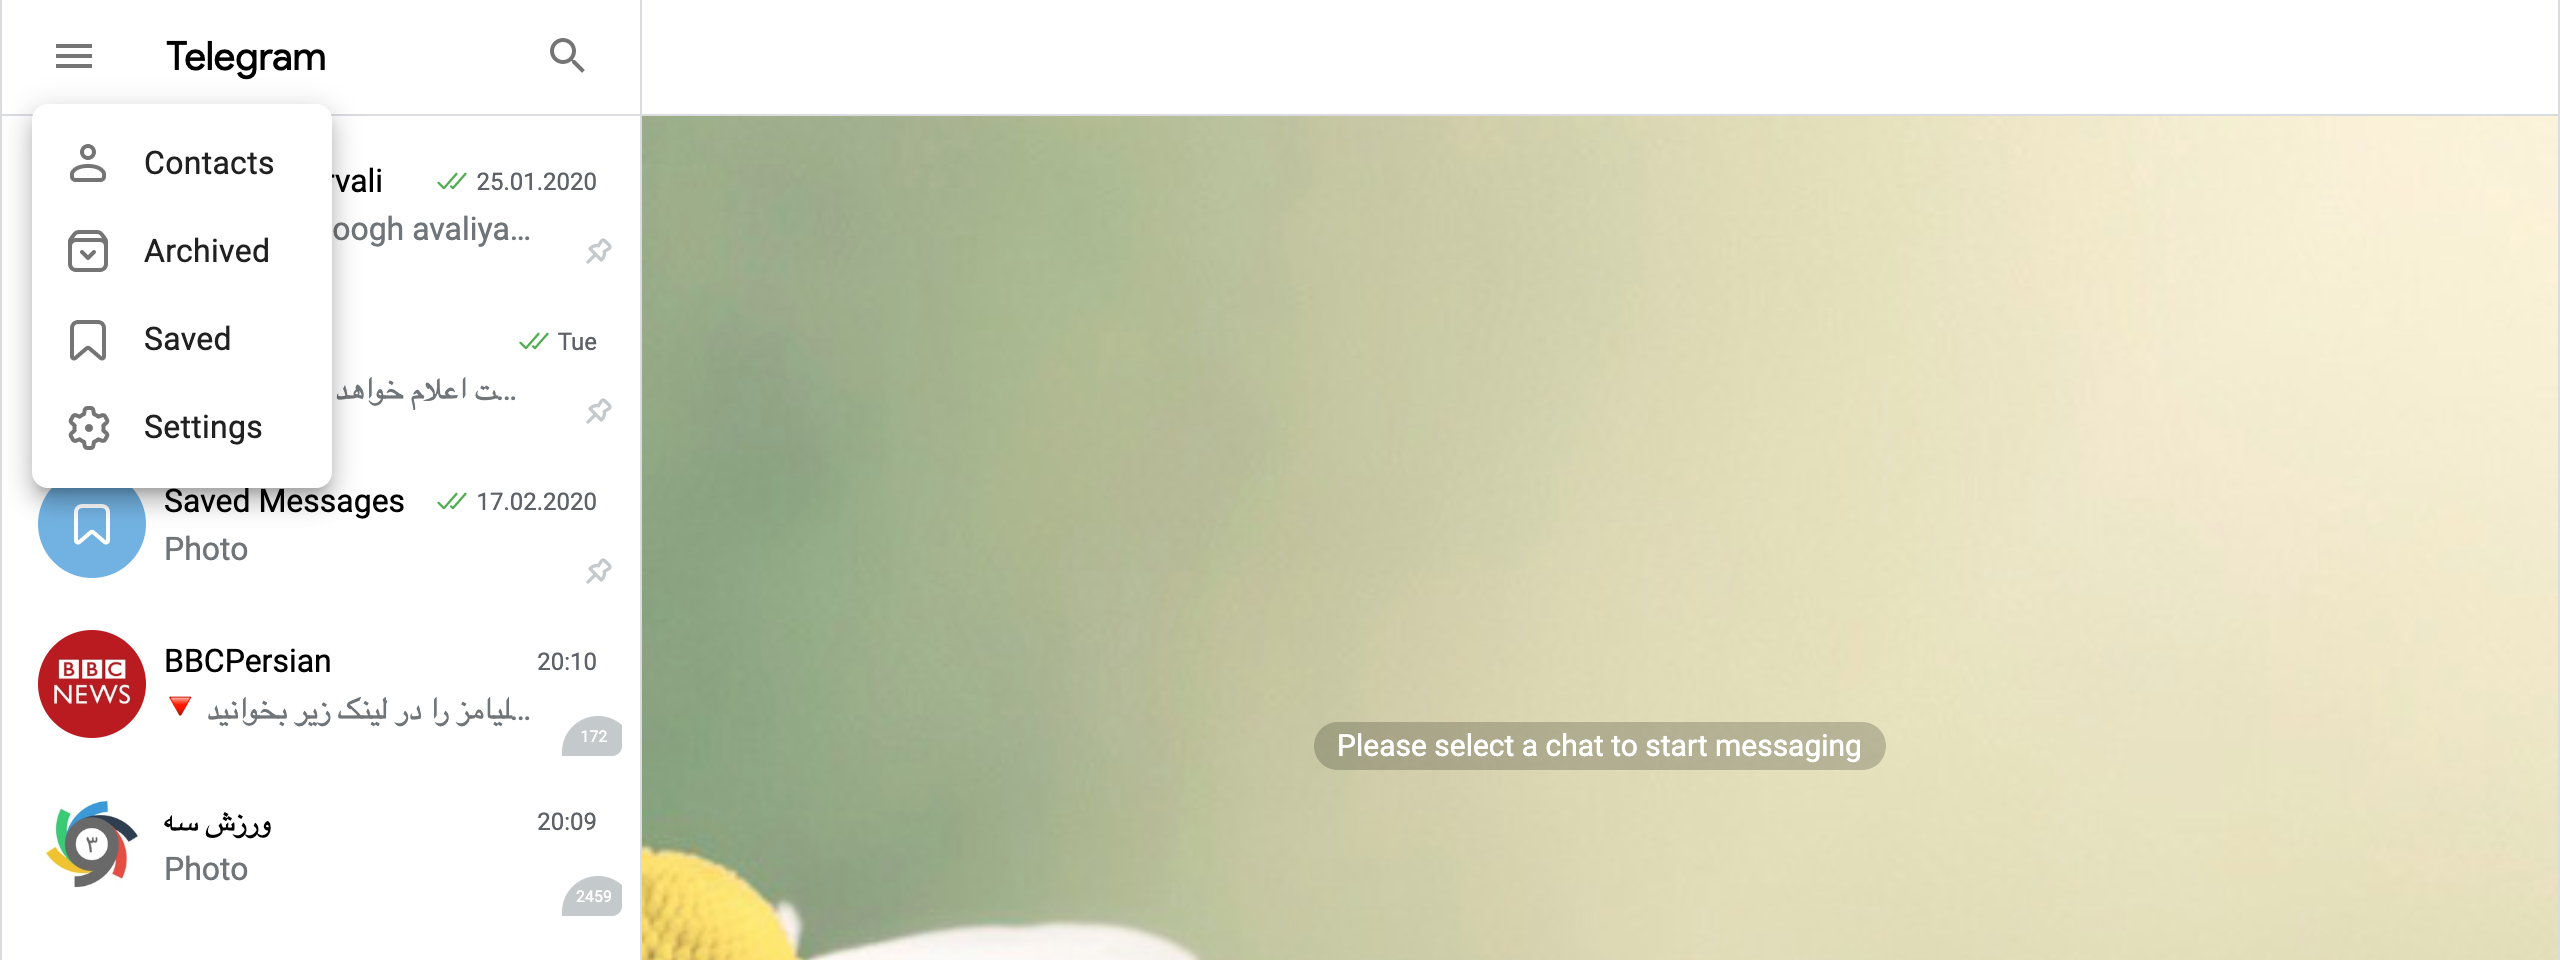 Telegram
Contacts
Archived
Saved
Settings
rvali 25.01.2020
oogh avaliya...
Tue
...ت اعلام خواهد
Saved Messages 17.02.2020
Photo
BBC
NEWS
BBCPersian 20:10
🔻 ...لیامز را در لینک زیر بخوانید
172
۳
ورزش سه 20:09
Photo
2459
Please select a chat to start messaging